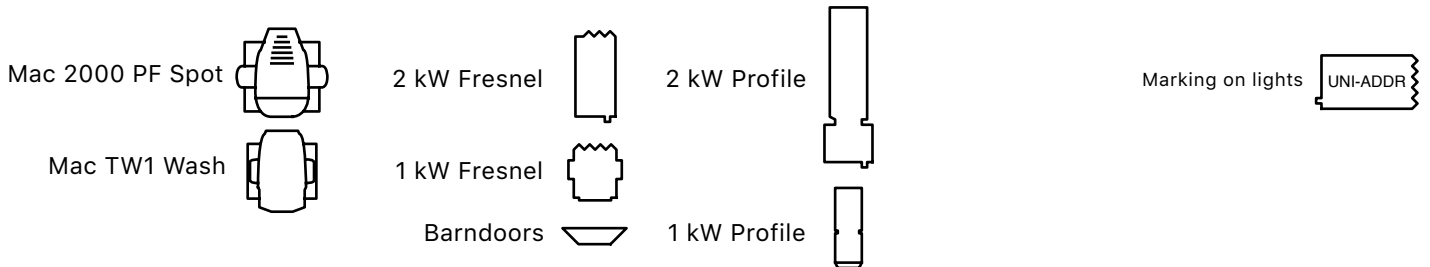 Mac 2000 PF Spot
Mac TW1 Wash
2 kW Fresnel
1 kW Fresnel
Barndoors
2 kW Profile
1 kW Profile
Marking on lights
UNI-ADDR